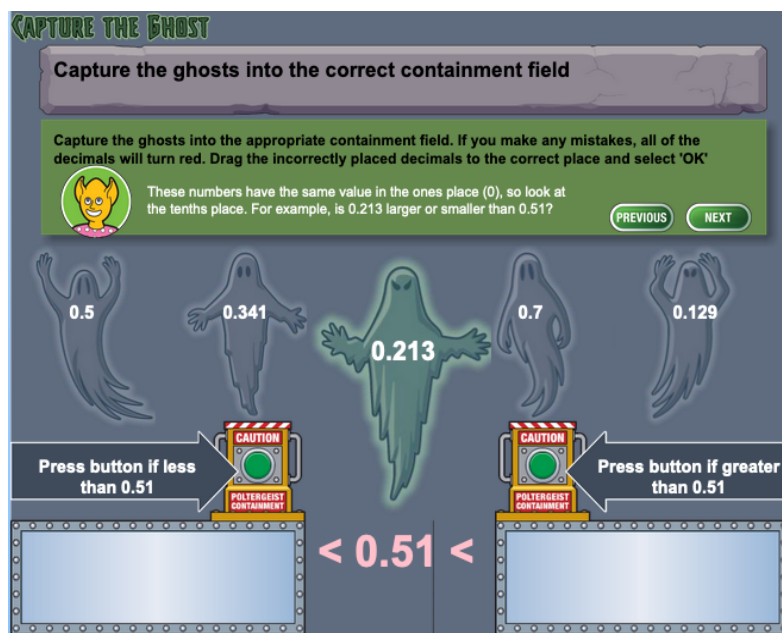 CAPTURE THE GHOST
Capture the ghosts into the correct containment field
Capture the ghosts into the appropriate containment field. If you make any mistakes, all of the
decimals will turn red. Drag the incorrectly placed decimals to the correct place and select 'OK'
These numbers have the same value in the ones place (0), so look at
the tenths place. For example, is 0.213 larger or smaller than 0.51?
PREVIOUS
NEXT
0.5
0.341
0.213
0.7
0.129
CAUTION
Press button if less
than 0.51
POLTERGEIST
CONTAINMENT
CAUTION
Press button if greater
than 0.51
POLTERGEIST
CONTAINMENT
< 0.51 <